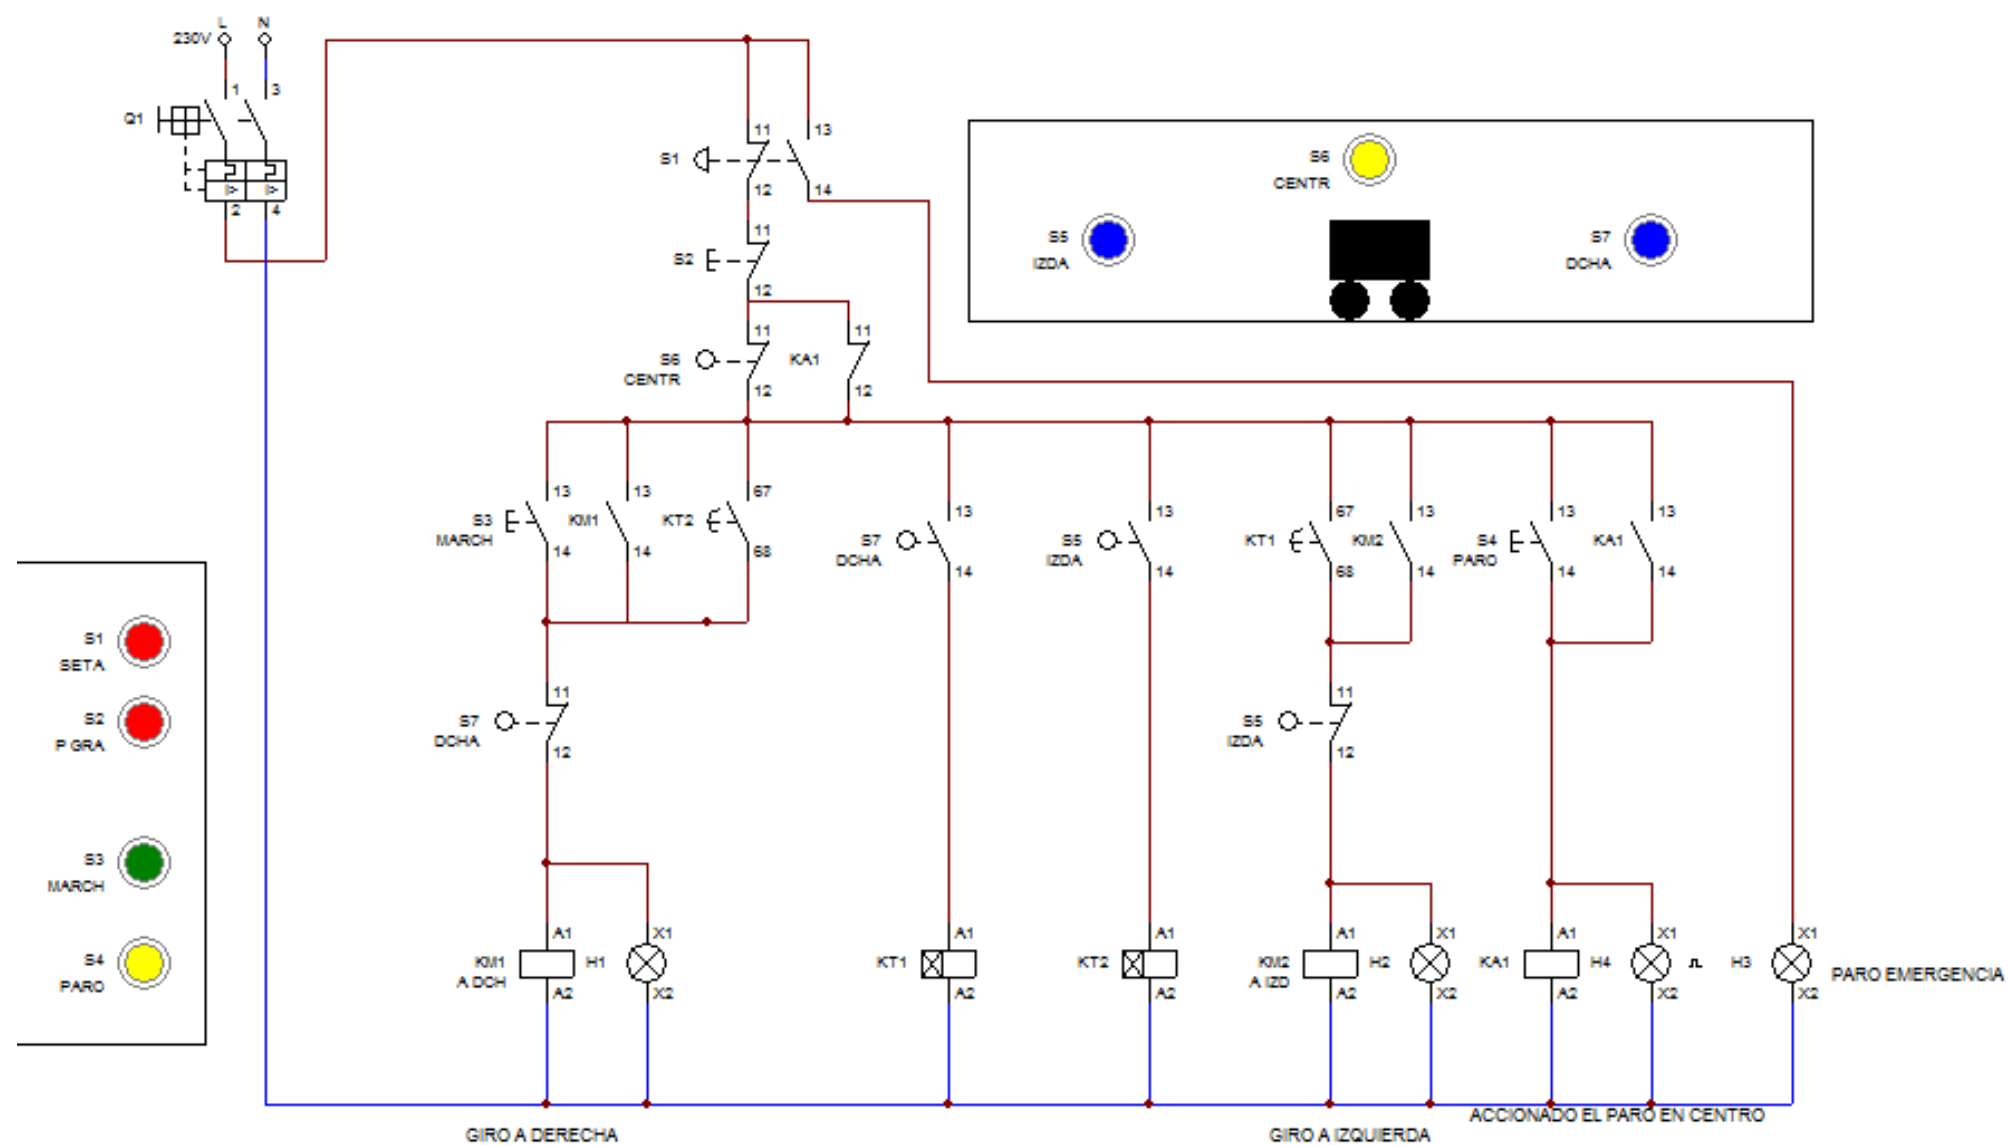 L N
230V
1 3
Q1
I> I>
2 4
11 13
S1
12 14
11
S2
12
11 11
S6 KA1
CENTR
12 12
S6
CENTR
S5 S7
IZDA DCHA
13 13 67
S3 KM1 KT2
MARCH
14 14 68
13
S7
DCHA
14
13
S5
IZDA
14
67 13
KT1 KM2
68 14
13 13
S4 KA1
PARO
14 14
S1
SETA
S2
P GRA
S3
MARCH
S4
PARO
11
S7
DCHA
12
11
S5
IZDA
12
A1 X1
KM1 H1
A DCH
A2 X2
A1
KT1
A2
A1
KT2
A2
A1 X1
KM2 H2
A IZD
A2 X2
A1 X1
KA1 H4
A2 X2
X1
H3
X2
PARO EMERGENCIA
ACCIONADO EL PARO EN CENTRO
GIRO A DERECHA
GIRO A IZQUIERDA